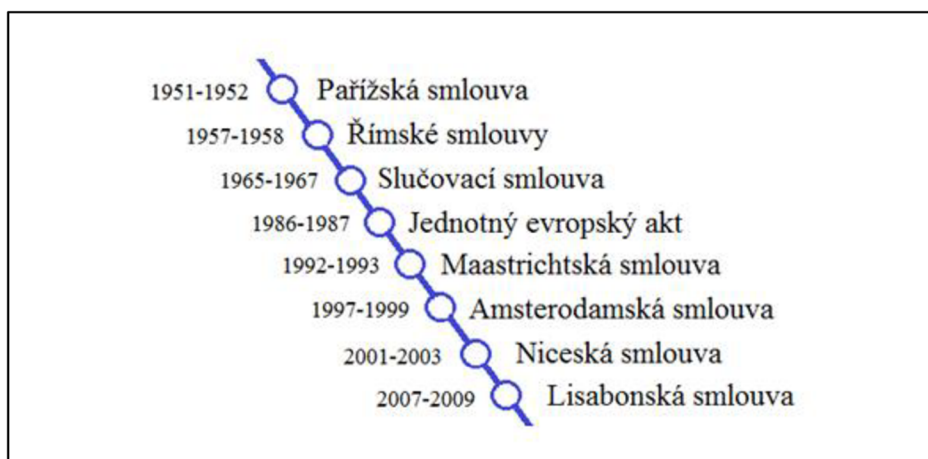 1951-1952 Pařížská smlouva
1957-1958 Římské smlouvy
1965-1967 Slučovací smlouva
1986-1987 Jednotný evropský akt
1992-1993 Maastrichtská smlouva
1997-1999 Amsterodamská smlouva
2001-2003 Niceská smlouva
2007-2009 Lisabonská smlouva